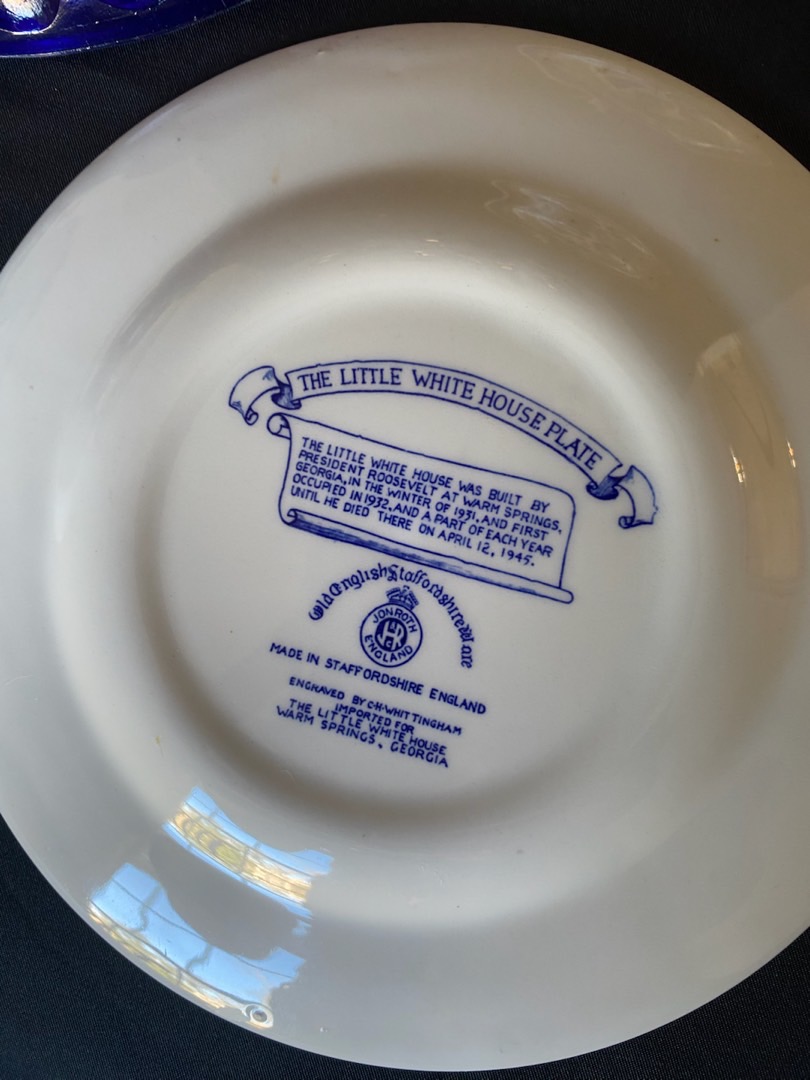 THE LITTLE WHITE HOUSE PLATE
THE LITTLE WHITE HOUSE WAS BUILT BY
PRESIDENT ROOSEVELT AT WARM SPRINGS,
GEORGIA, IN THE WINTER OF 1931, AND FIRST
OCCUPIED IN 1932, AND A PART OF EACH YEAR
UNTIL HE DIED THERE ON APRIL 12, 1945.
Old English Staffordshire Ware
JONROTH
JHR
ENGLAND
MADE IN STAFFORDSHIRE ENGLAND
ENGRAVED BY C·H·WHITTINGHAM
IMPORTED FOR
THE LITTLE WHITE HOUSE
WARM SPRINGS, GEORGIA